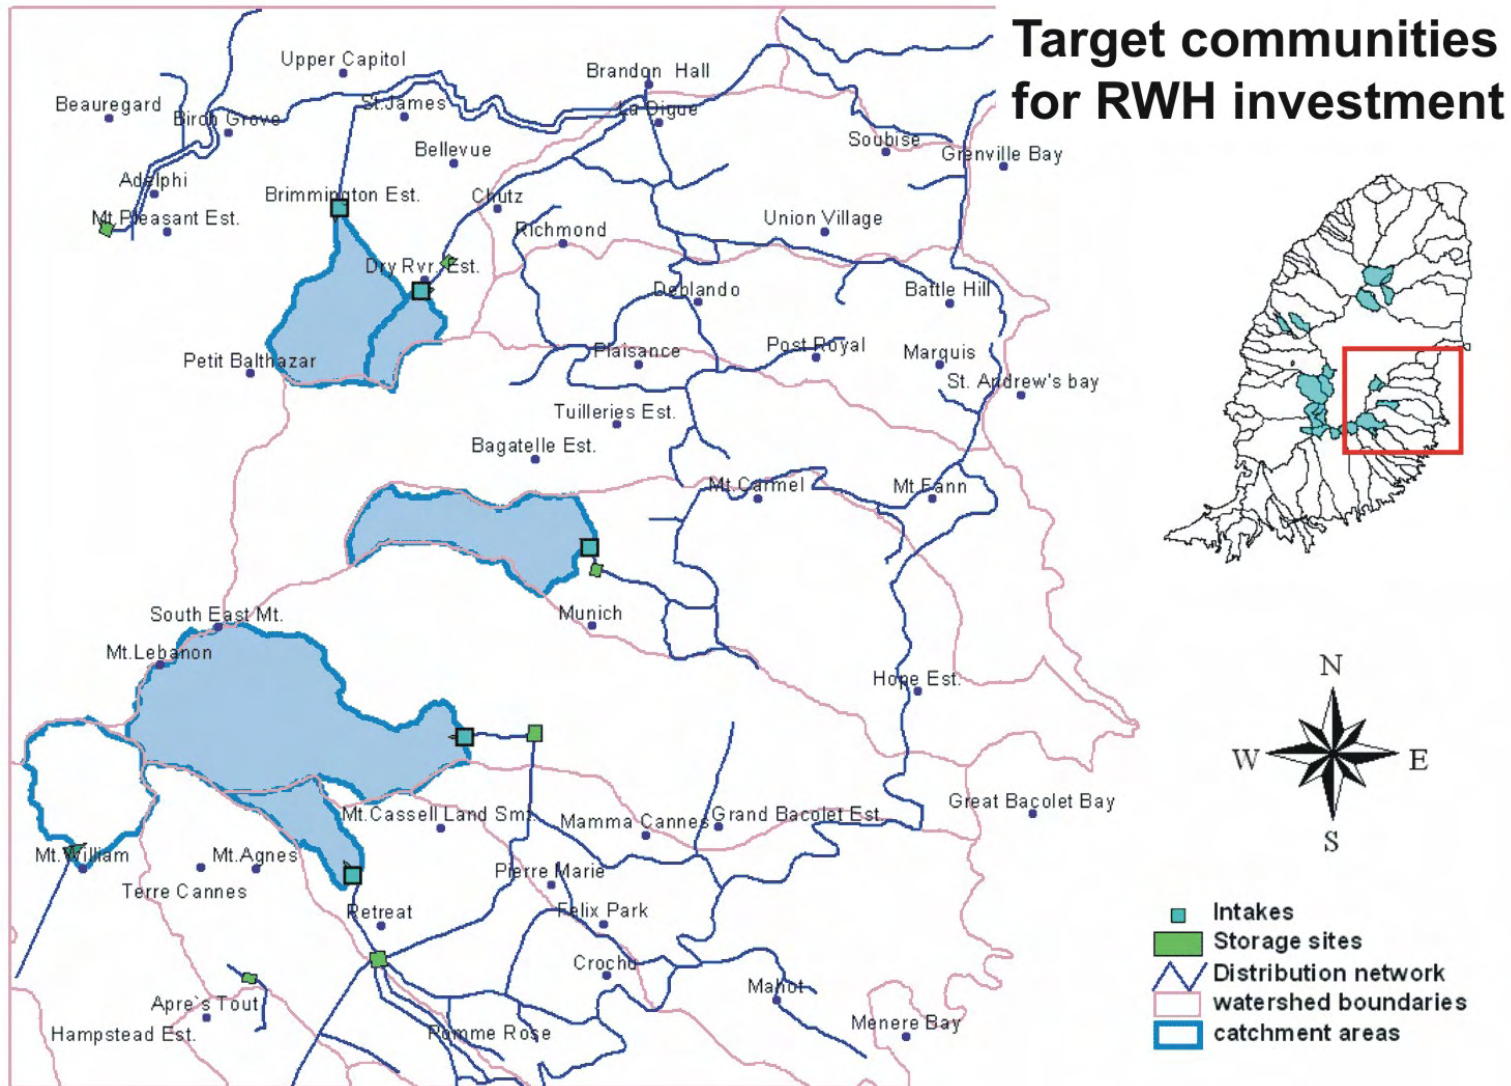 Target communities
for RWH investment
Upper Capitol
Brandon Hall
Beauregard
St.James
La Digue
Birch Grove
Soubise
Bellevue
Grenville Bay
Adelphi
Brimmington Est.
Chutz
Mt.Pleasant Est.
Union Village
Richmond
Dry Rvr. Est.
Deblando
Battle Hill
Petit Balthazar
Plaisance
Post Royal
Marquis
St. Andrew's bay
Tuilleries Est.
Bagatelle Est.
Mt.Carmel
Mt.Fann
South East Mt.
Munich
Mt.Lebanon
Hope Est.
N
W
E
S
Great Bacolet Bay
Mt.Cassell Land Smt.
Mamma Cannes
Grand Bacolet Est.
Mt.William
Mt.Agnes
Terre Cannes
Pierre Marie
Retreat
Felix Park
Crochu
Apre`s Tout
Mahot
Hampstead Est.
Pomme Rose
Menere Bay
Intakes
Storage sites
Distribution network
watershed boundaries
catchment areas